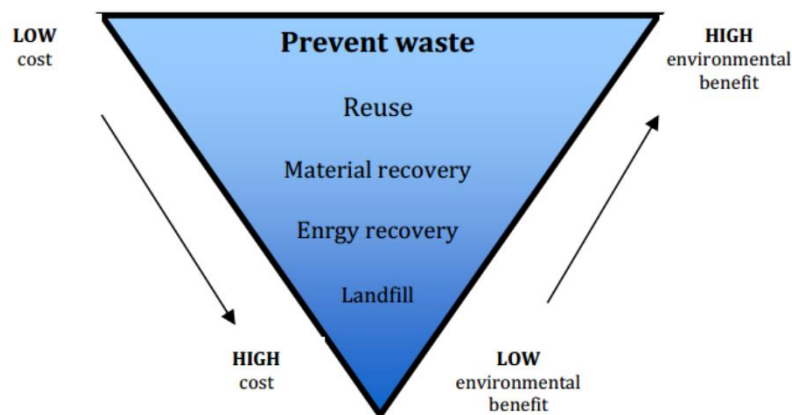 LOW
cost
Prevent waste
HIGH
environmental
benefit
Reuse
Material recovery
Enrgy recovery
Landfill
HIGH
cost
LOW
environmental
benefit